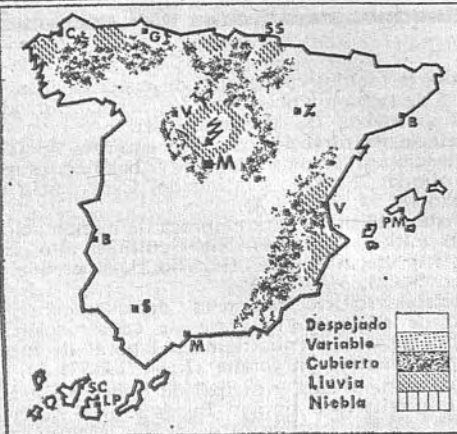 C
G
SS
V
Z
M
B
V
PM
B
S
M
SC
Q
LP
Despejado
Variable
Cubierto
Lluvia
Niebla